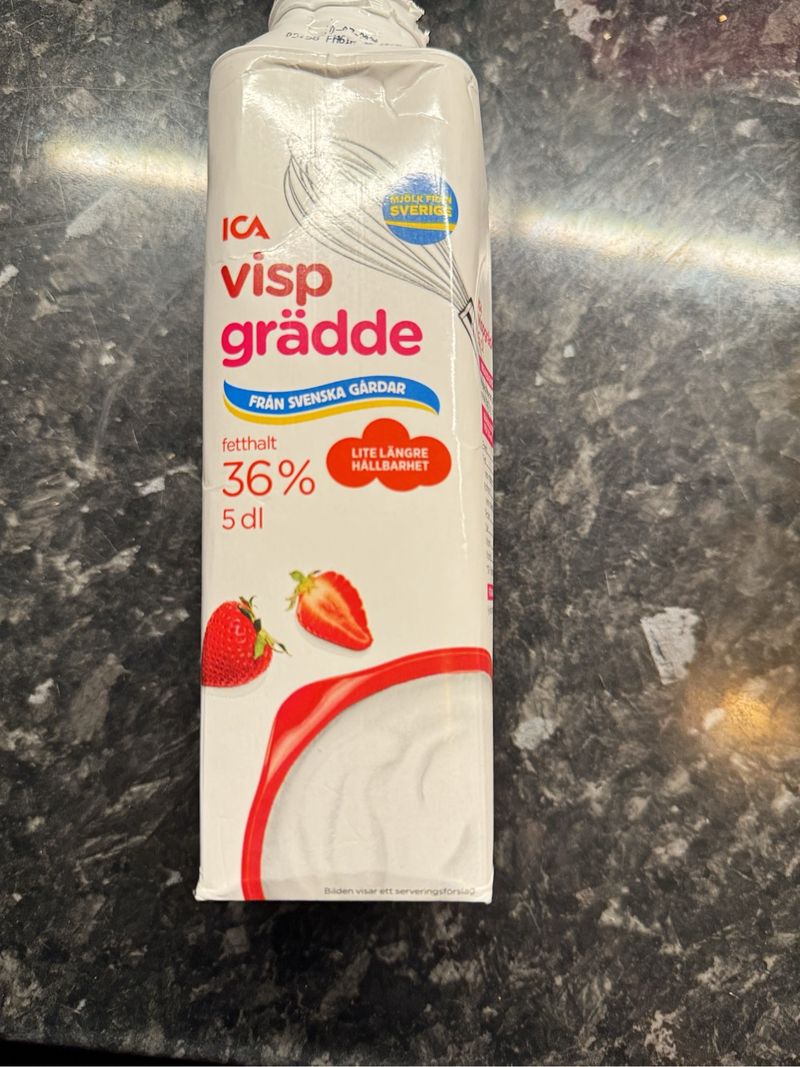 MJÖLK FRÅN
SVERIGE
ICA
visp
grädde
FRÅN SVENSKA GÅRDAR
fetthalt
36%
5 dl
LITE LÄNGRE
HÅLLBARHET
Bilden visar ett serveringsförslag